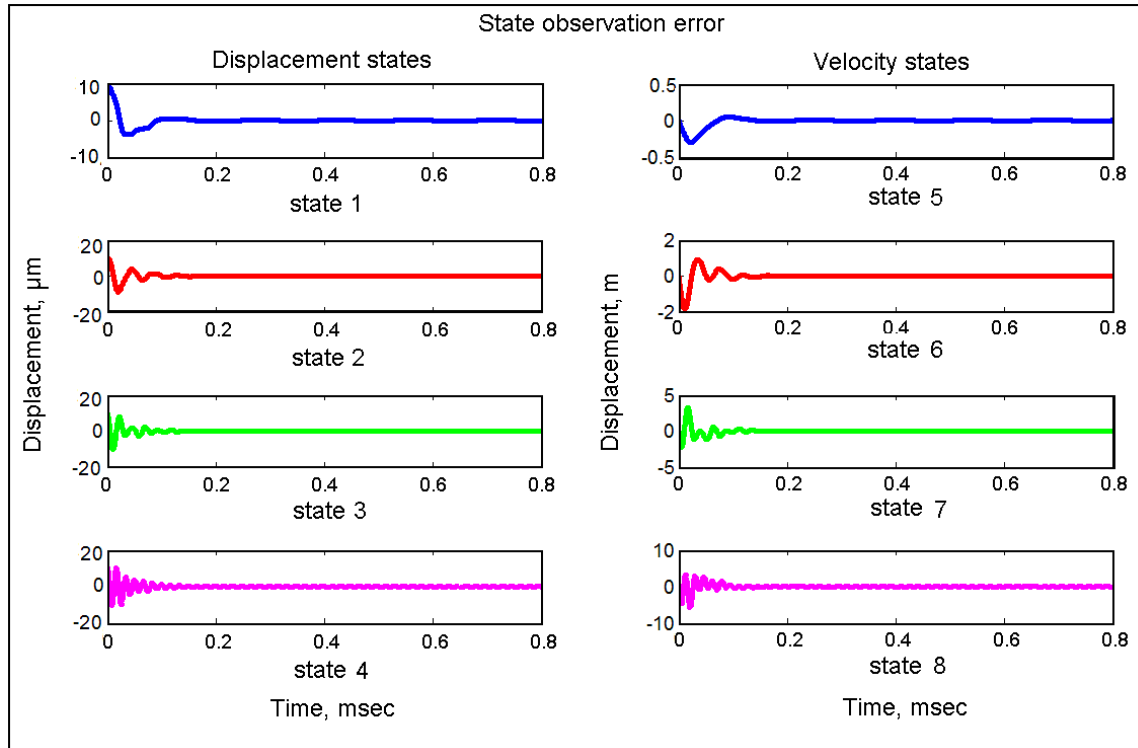 State observation error
Displacement states
Velocity states
10
0
-10
0 0.2 0.4 0.6 0.8
state 1
0.5
0
-0.5
0 0.2 0.4 0.6 0.8
state 5
20
0
-20
0 0.2 0.4 0.6 0.8
state 2
2
0
-2
0 0.2 0.4 0.6 0.8
state 6
Displacement, µm
Displacement, m
20
0
-20
0 0.2 0.4 0.6 0.8
state 3
5
0
-5
0 0.2 0.4 0.6 0.8
state 7
20
0
-20
0 0.2 0.4 0.6 0.8
state 4
10
0
-10
0 0.2 0.4 0.6 0.8
state 8
Time, msec
Time, msec